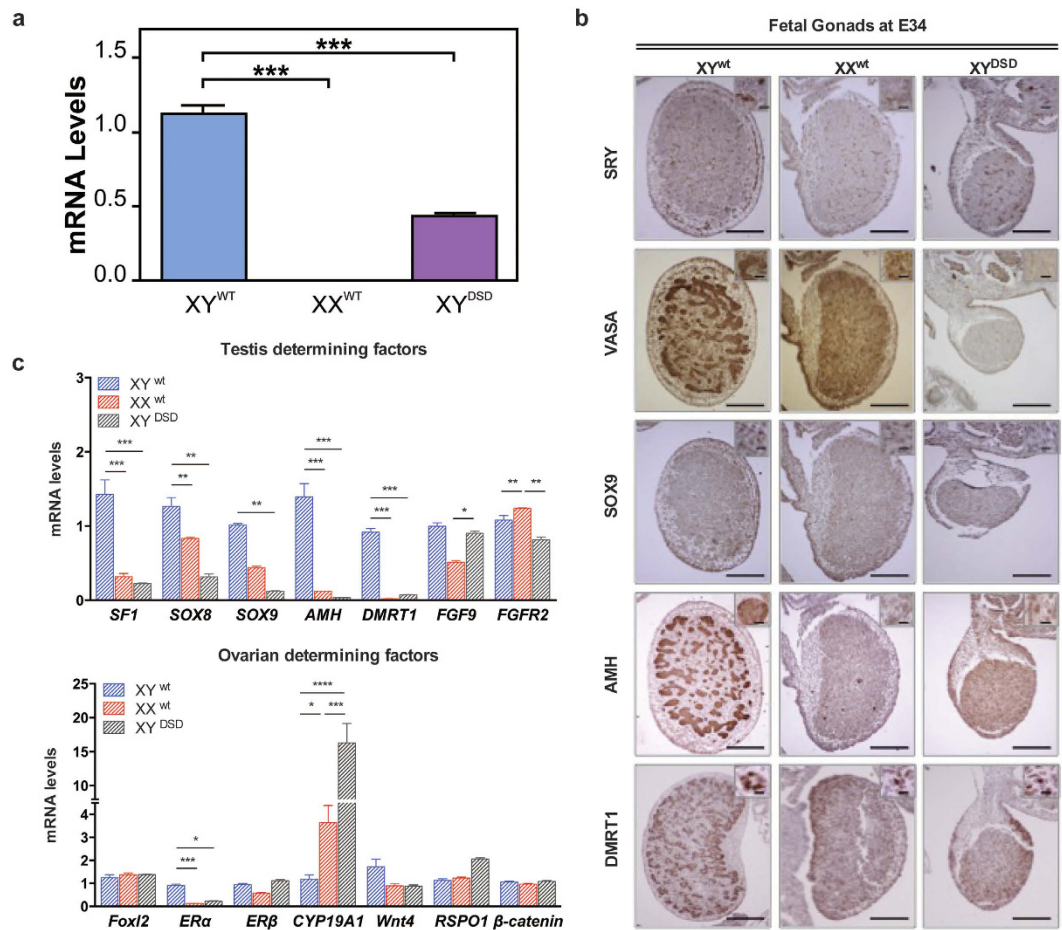 a
mRNA Levels
1.5
1.0
0.5
0.0
***
***
XYWT
XXWT
XYDSD
b
Fetal Gonads at E34
XYwt
XXwt
XYDSD
SRY
VASA
SOX9
AMH
DMRT1
c
Testis determining factors
XY wt
XX wt
XY DSD
mRNA levels
3
2
1
0
***
***
**
**
**
***
***
***
***
*
**
**
SF1 SOX8 SOX9 AMH DMRT1 FGF9 FGFR2
Ovarian determining factors
XY wt
XX wt
XY DSD
mRNA levels
25
20
15
10
5
4
2
1
0
*
***
****
*
***
Foxl2 ERα ERβ CYP19A1 Wnt4 RSPO1 β-catenin